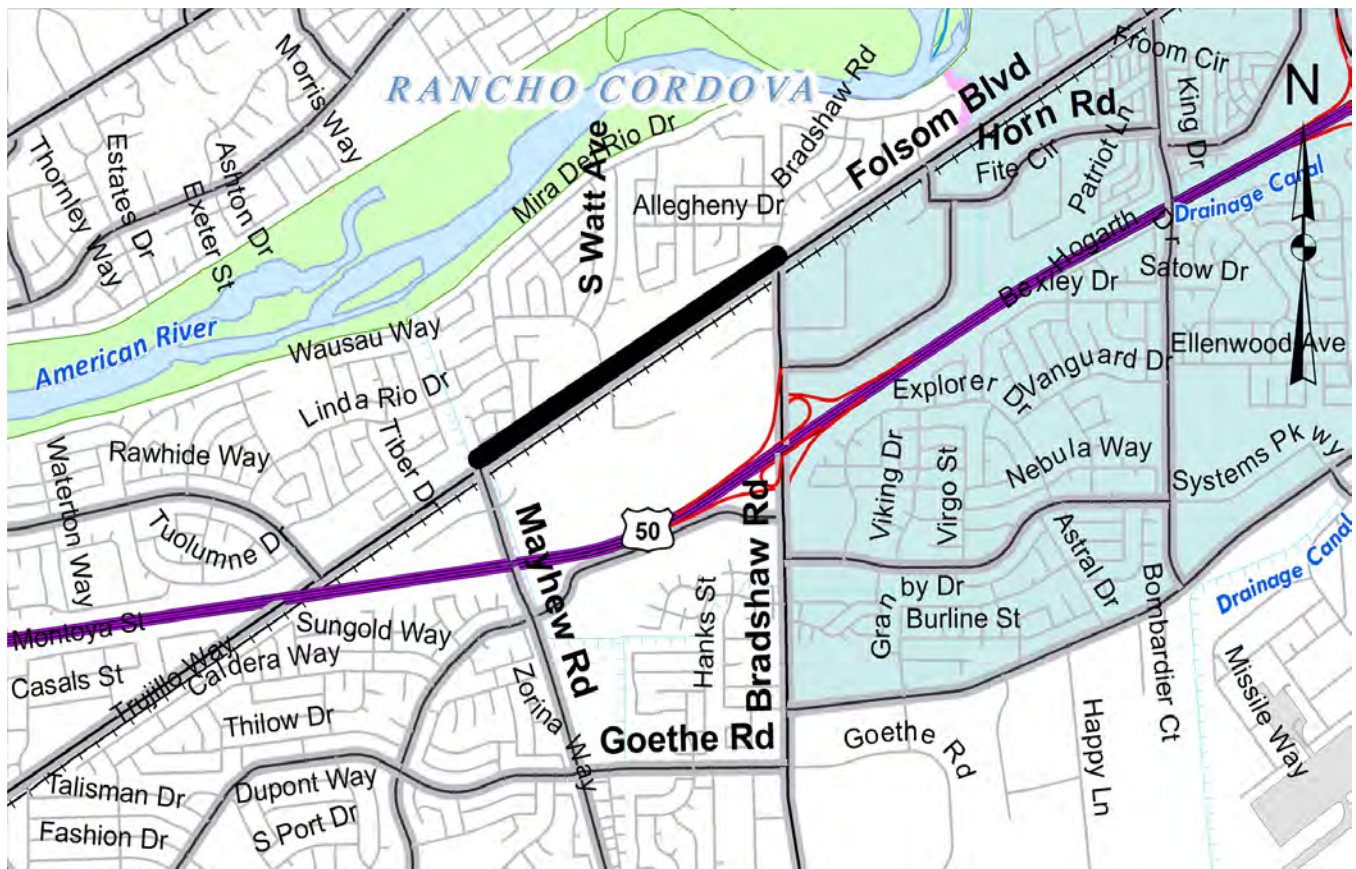 Froom Cir
Morris Way
RANCHO CORDOVA
Bradshaw Rd
Folsom Blvd
Horn Rd
King Dr
N
Estates Dr
Thornley Way
Ashton Dr
Exeter St
S Watt Ave
Mira Del Rio Dr
Allegheny Dr
Fite Cir
Patriot Ln
Drainage Canal
Hogarth Dr
Bexley Dr
Satow Dr
American River
Wausau Way
Ellenwood Ave
Linda Rio Dr
Explorer Dr
Vanguard Dr
Waterton Way
Rawhide Way
Tiber D
Nebula Way
Systems Pkwy
Viking Dr
Virgo St
Tuolumne D
50
Mayhew Rd
Bradshaw Rd
Astral Dr
Drainage Canal
Bombardier Ct
Granby Dr
Burline St
Montoya St
Sungold Way
Hanks St
Casals St
Trujillo Way
Caldera Way
Zorina Way
Missile Way
Thilow Dr
Goethe Rd
Goethe Rd
Happy Ln
Talisman Dr
Dupont Way
Fashion Dr
S Port Dr